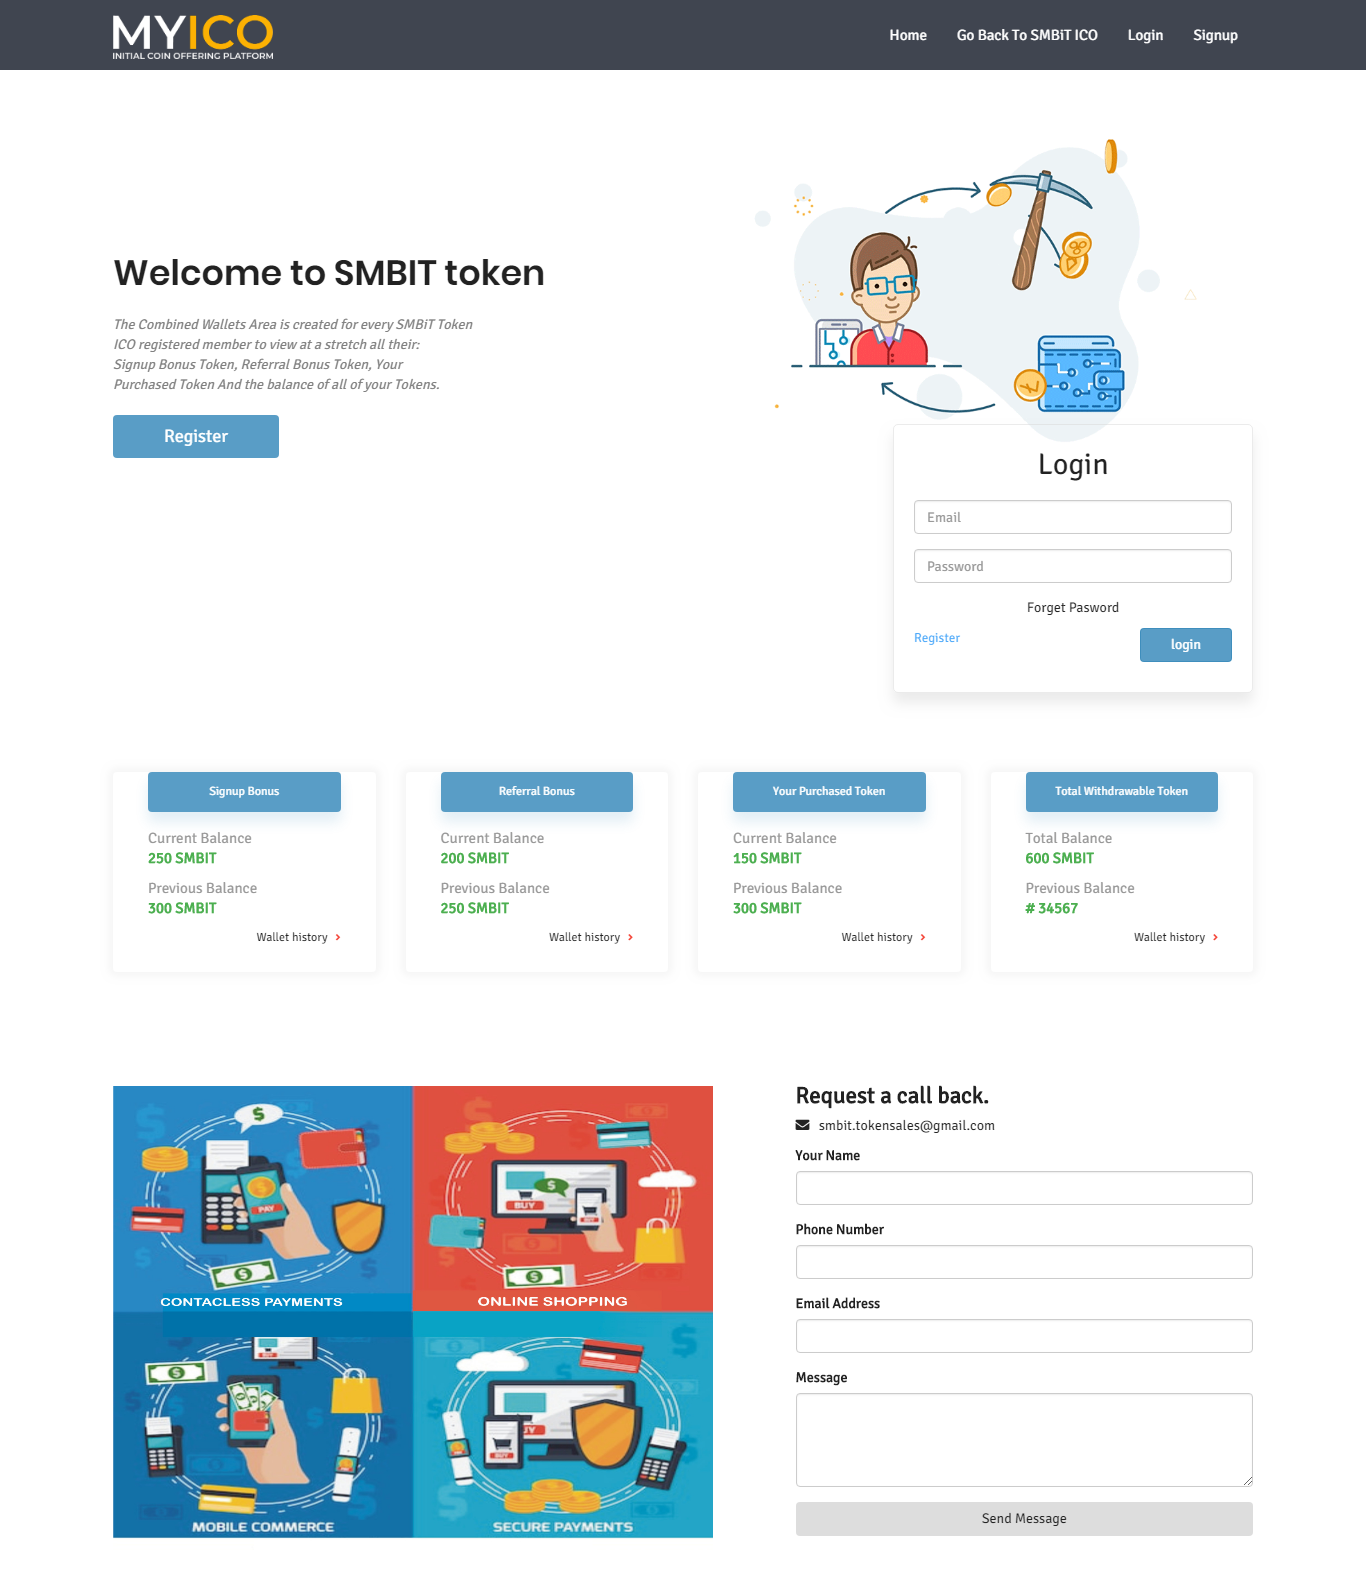 MYICO
INITIAL COIN OFFERING PLATFORM
Home
Go Back To SMBiT ICO
Login
Signup
Welcome to SMBIT token
The Combined Wallets Area is created for every SMBiT Token
ICO registered member to view at a stretch all their:
Signup Bonus Token, Referral Bonus Token, Your
Purchased Token And the balance of all of your Tokens.
Register
Login
Email
Password
Forget Pasword
Register
login
Signup Bonus
Current Balance
250 SMBIT
Previous Balance
300 SMBIT
Wallet history
Referral Bonus
Current Balance
200 SMBIT
Previous Balance
250 SMBIT
Wallet history
Your Purchased Token
Current Balance
150 SMBIT
Previous Balance
300 SMBIT
Wallet history
Total Withdrawable Token
Total Balance
600 SMBIT
Previous Balance
# 34567
Wallet history
PAY
CONTACLESS PAYMENTS
BUY
BUY
ONLINE SHOPPING
MOBILE COMMERCE
BUY
SECURE PAYMENTS
Request a call back.
smbit.tokensales@gmail.com
Your Name
Phone Number
Email Address
Message
Send Message